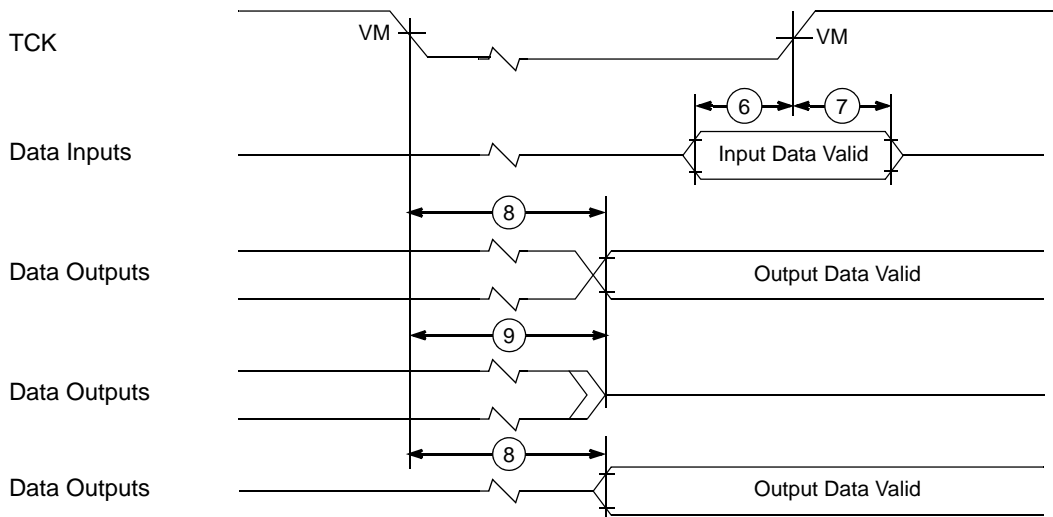 TCK
VM
VM
6
7
Data Inputs
Input Data Valid
8
Data Outputs
Output Data Valid
9
Data Outputs
8
Data Outputs
Output Data Valid